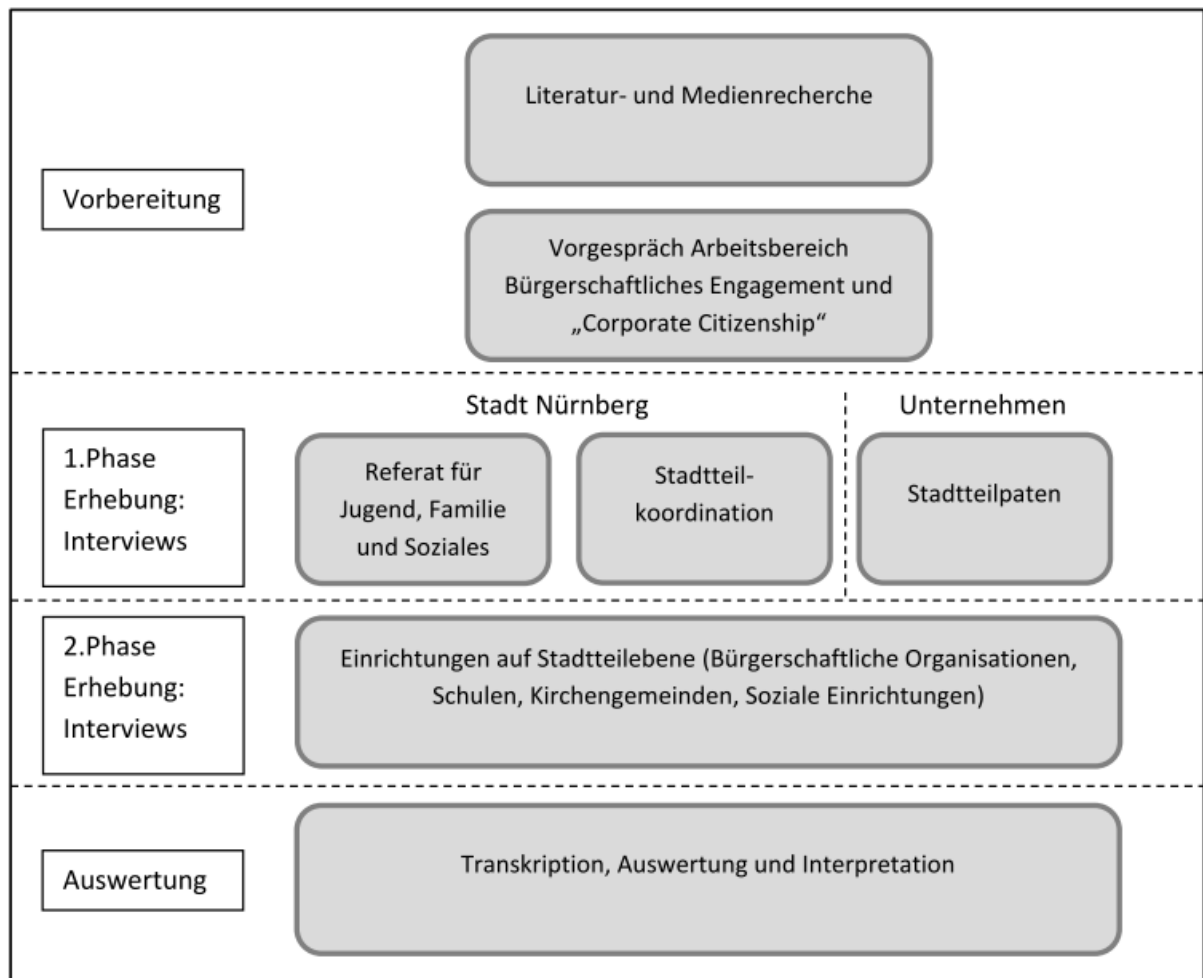 Literatur- und Medienrecherche
Vorbereitung
Vorgespräch Arbeitsbereich
Bürgerschaftliches Engagement und
„Corporate Citizenship“
Stadt Nürnberg
Unternehmen
1.Phase
Erhebung:
Interviews
Referat für
Jugend, Familie
und Soziales
Stadtteil-
koordination
Stadtteilpaten
2.Phase
Erhebung:
Interviews
Einrichtungen auf Stadtteilebene (Bürgerschaftliche Organisationen,
Schulen, Kirchengemeinden, Soziale Einrichtungen)
Auswertung
Transkription, Auswertung und Interpretation